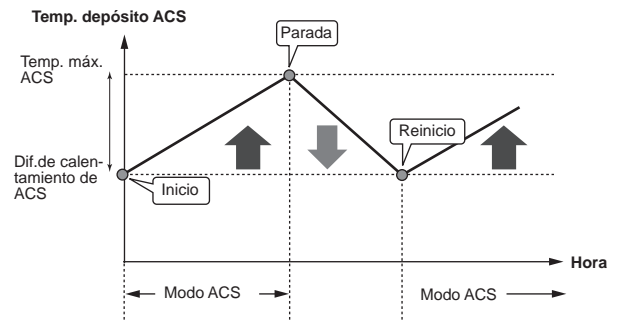 Temp. depósito ACS
Parada
Temp. máx.
ACS
Reinicio
Dif.de calen-
tamiento de
ACS
Inicio
Hora
Modo ACS
Modo ACS